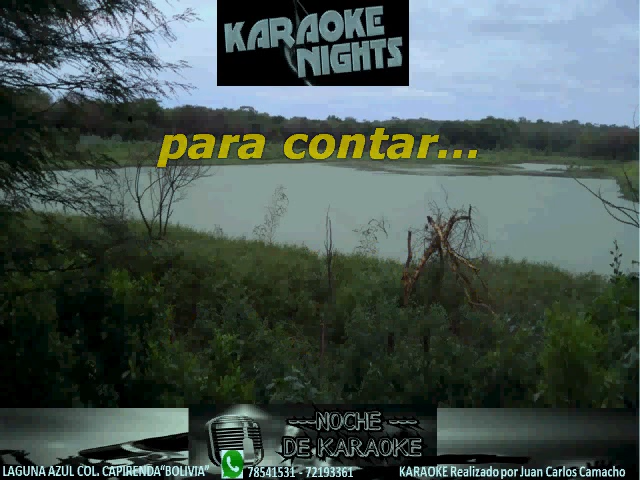 KARAOKE
NIGHTS
para contar...
---NOCHE ---
DE KARAOKE
LAGUNA AZUL COL. CAPIRENDA“BOLIVIA” 78541531 - 72193361 KARAOKE Realizado por Juan Carlos Camacho